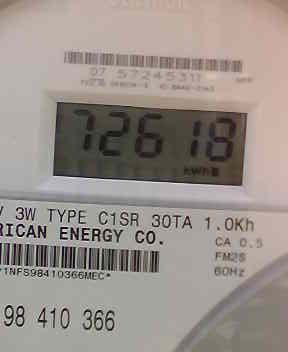 07 57245311
72618
kWh
3W TYPE C1SR 30TA 1.0Kh
RICAN ENERGY CO.
CA 0.5
FM2S
60Hz
1NFS98410366MEC*
98 410 366